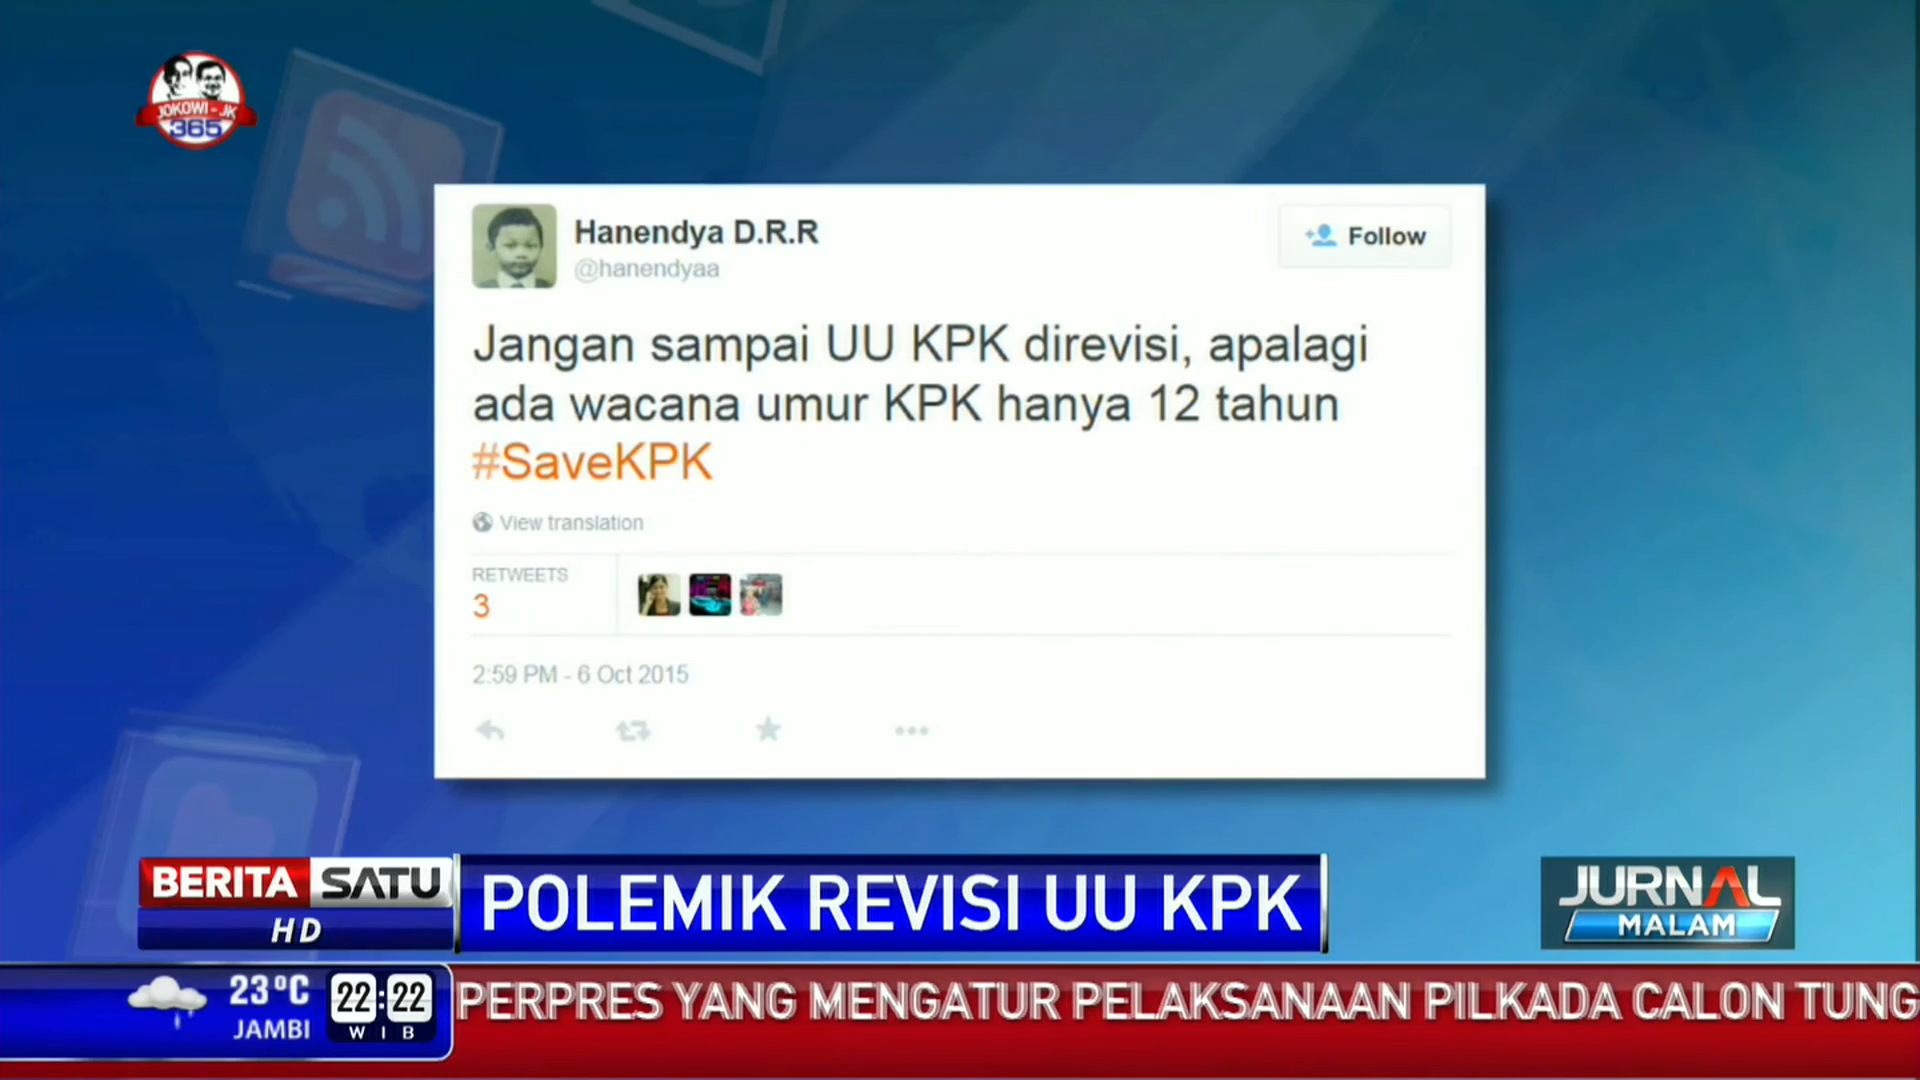 JOKOWI - JK
365
Hanendya D.R.R
@hanendyaa
Follow
Jangan sampai UU KPK direvisi, apalagi
ada wacana umur KPK hanya 12 tahun
#SaveKPK
View translation
RETWEETS
3
2:59 PM - 6 Oct 2015
BERITA SATU
HD
POLEMIK REVISI UU KPK
JURNAL
MALAM
23°C
JAMBI
22:22
WIB
PERPRES YANG MENGATUR PELAKSANAAN PILKADA CALON TUNG